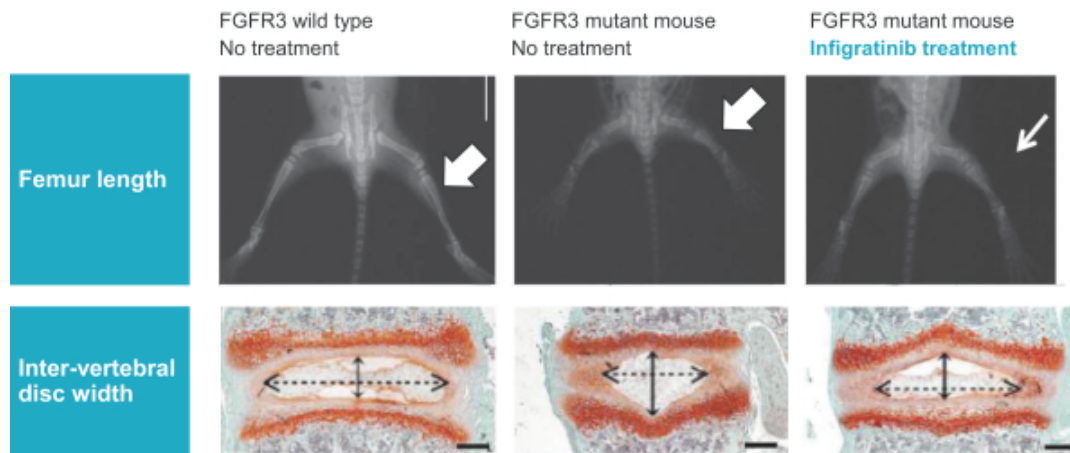 FGFR3 wild type
No treatment
FGFR3 mutant mouse
No treatment
FGFR3 mutant mouse
Infigratinib treatment
Femur length
Inter-vertebral
disc width